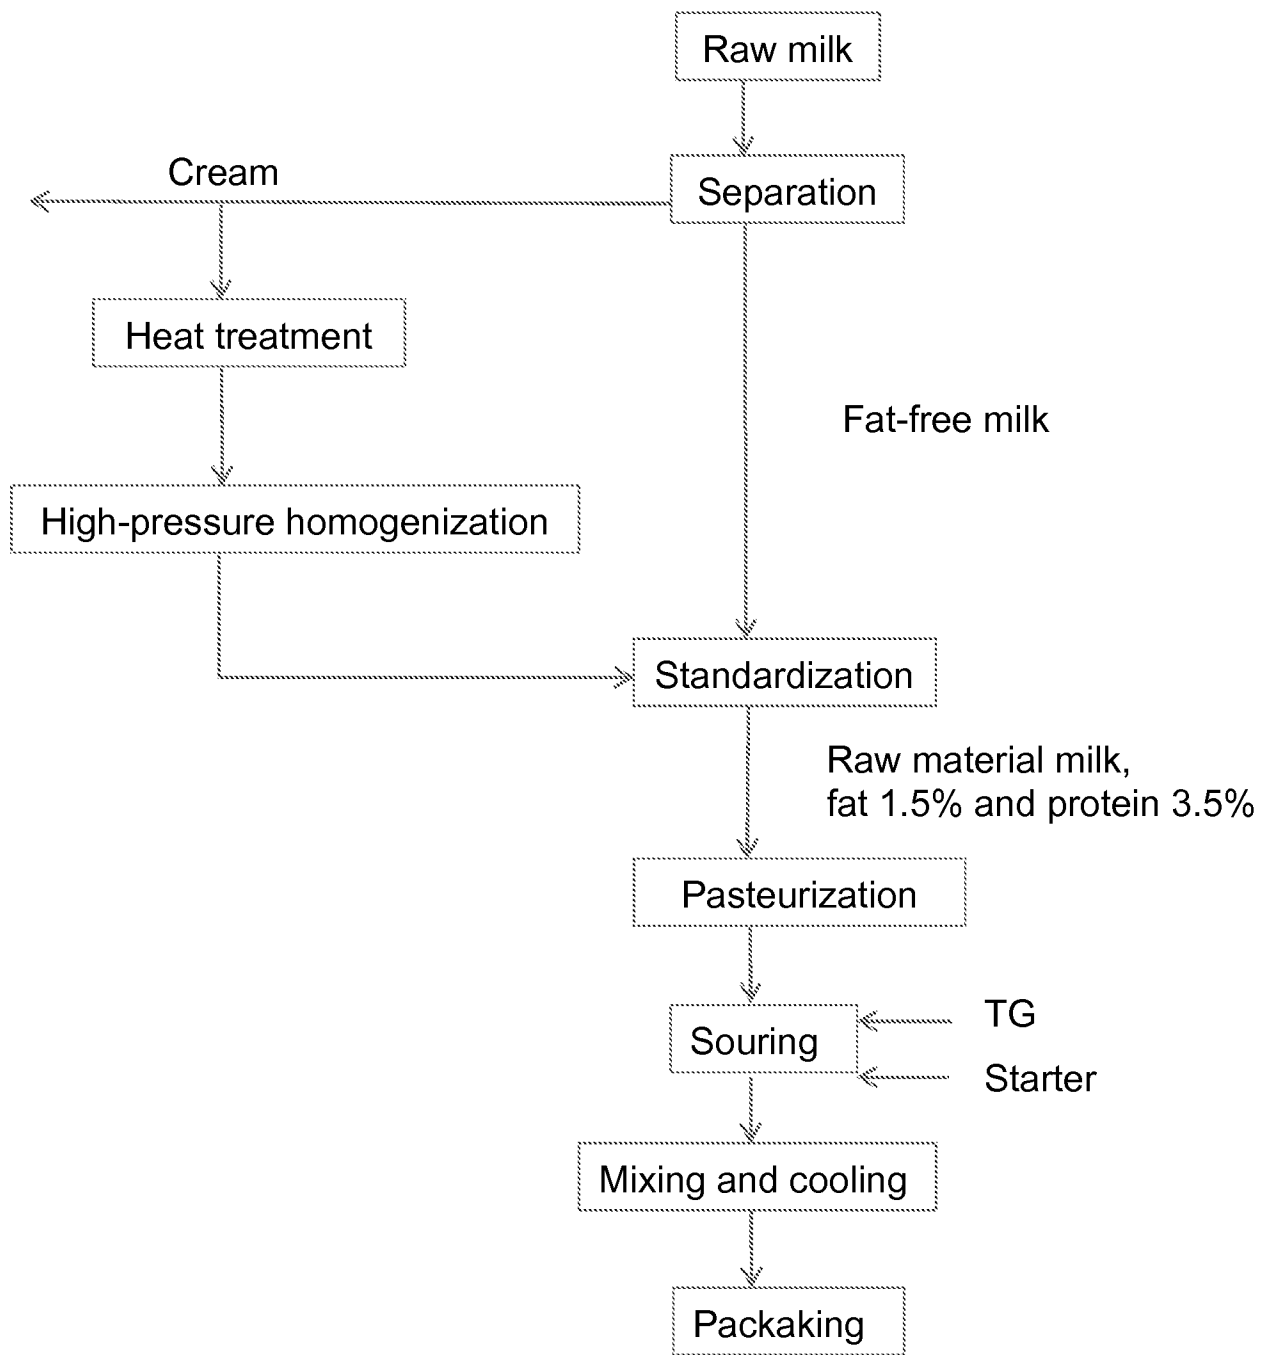 Raw milk
Cream
Separation
Heat treatment
Fat-free milk
High-pressure homogenization
Standardization
Raw material milk,
fat 1.5% and protein 3.5%
Pasteurization
TG
Souring
Starter
Mixing and cooling
Packaking